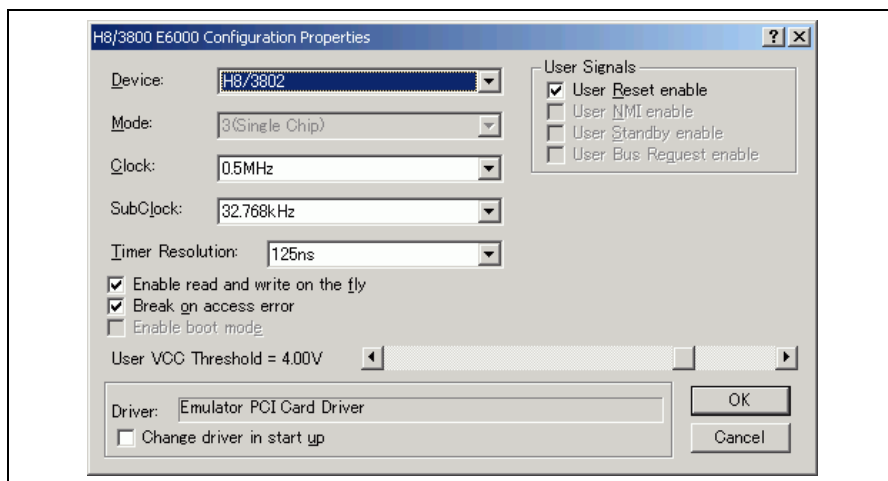 H8/3800 E6000 Configuration Properties
Device: H8/3802
Mode: 3(Single Chip)
Clock: 0.5MHz
SubClock: 32.768kHz
Timer Resolution: 125ns
Enable read and write on the fly
Break on access error
Enable boot mode
User VCC Threshold = 4.00V
User Signals
User Reset enable
User NMI enable
User Standby enable
User Bus Request enable
Driver: Emulator PCI Card Driver
Change driver in start up
OK
Cancel